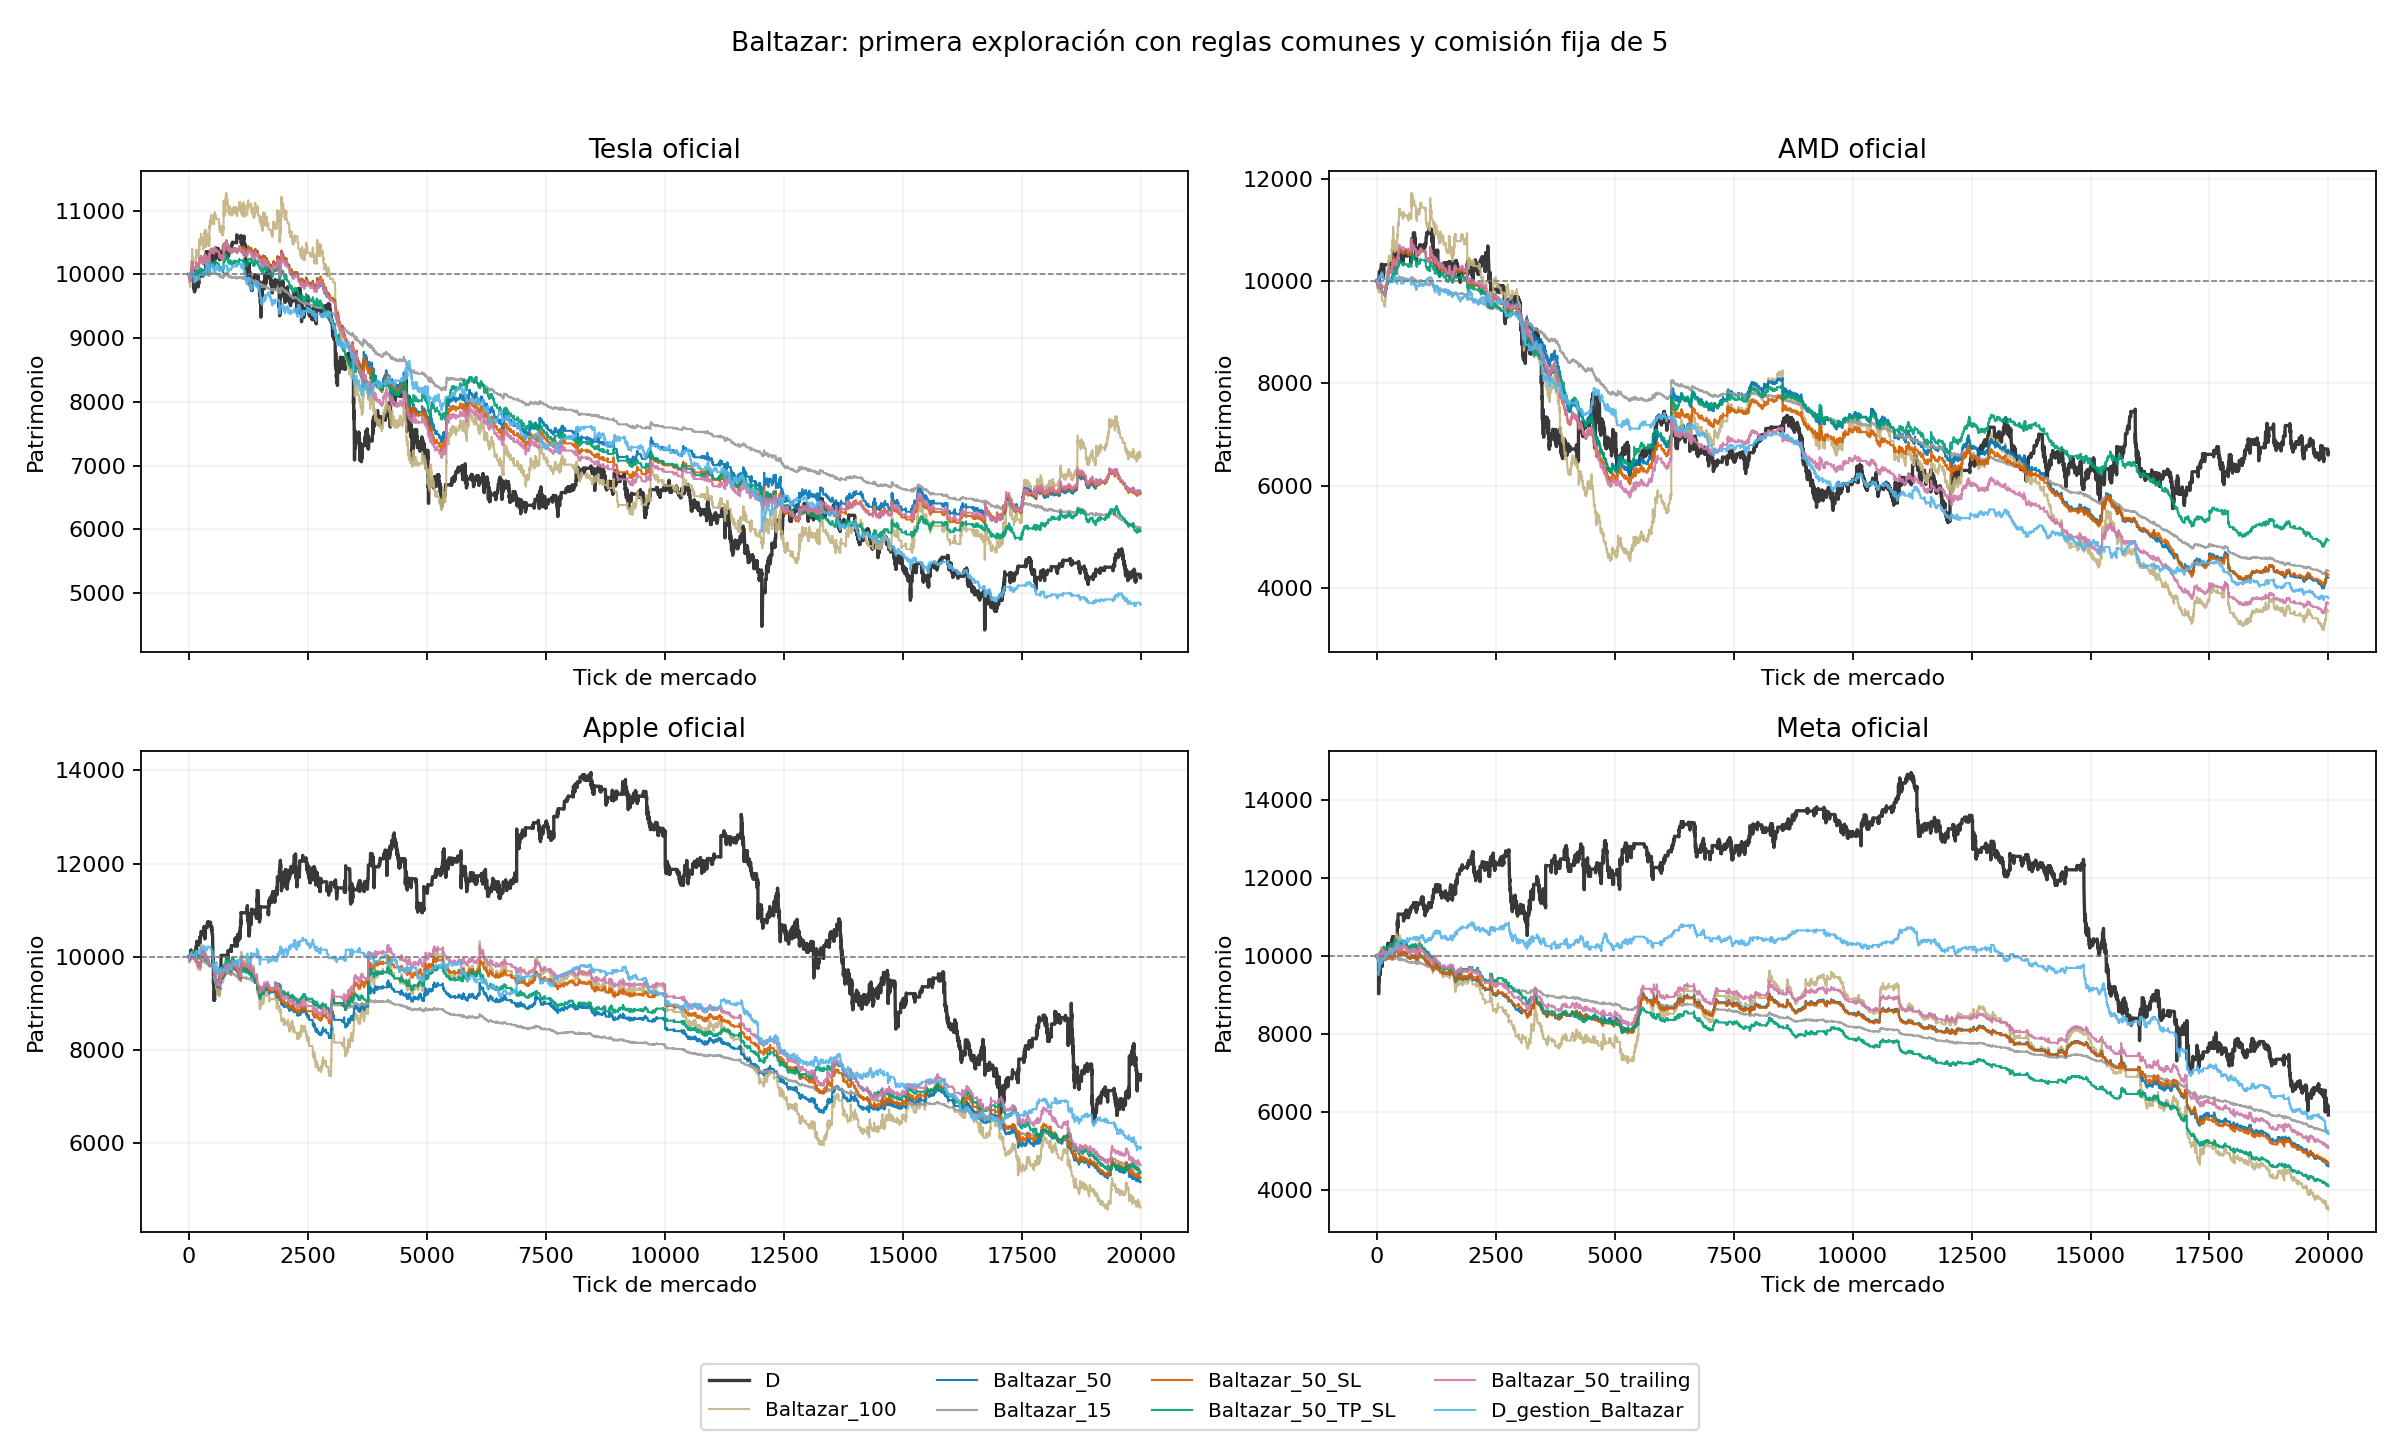 Baltazar: primera exploración con reglas comunes y comisión fija de 5
Tesla oficial
11000
10000
9000
8000
7000
6000
5000
Patrimonio
Tick de mercado
AMD oficial
12000
10000
8000
6000
4000
Patrimonio
Tick de mercado
Apple oficial
14000
12000
10000
8000
6000
Patrimonio
0 2500 5000 7500 10000 12500 15000 17500 20000
Tick de mercado
Meta oficial
14000
12000
10000
8000
6000
4000
Patrimonio
0 2500 5000 7500 10000 12500 15000 17500 20000
Tick de mercado
D Baltazar_50 Baltazar_50_SL Baltazar_50_trailing
Baltazar_100 Baltazar_15 Baltazar_50_TP_SL D_gestion_Baltazar